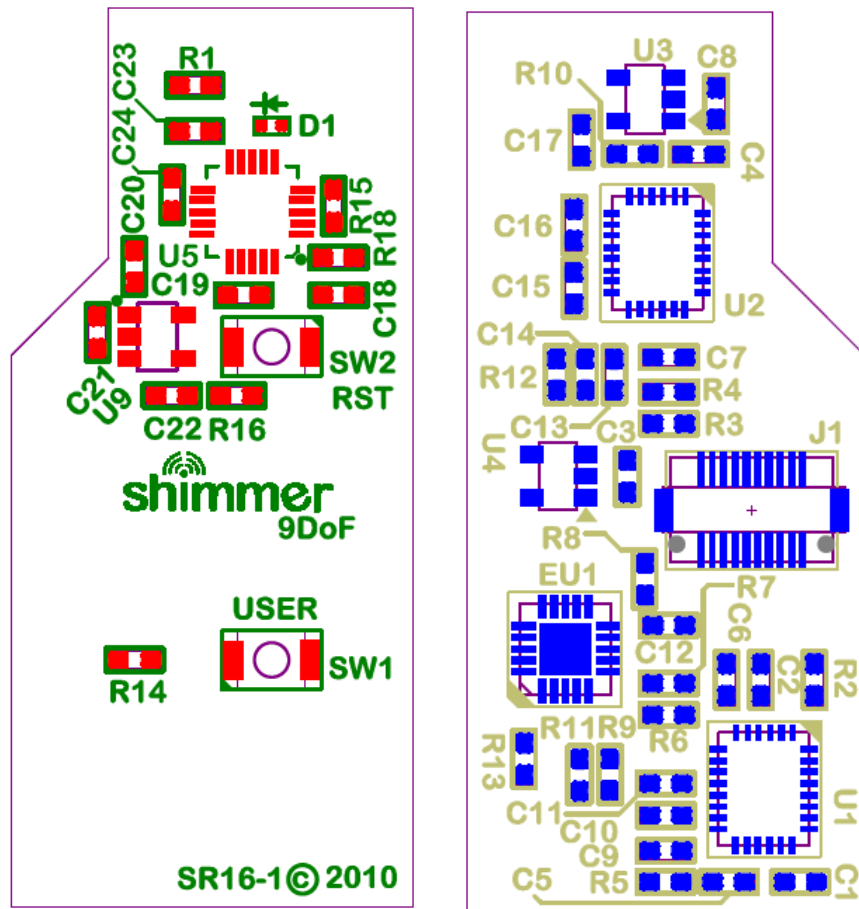 R1
C23
C24
D1
C20
R15
U5
R18
C19
C18
SW2
C21
U9
RST
C22
R16
shimmer
9DoF
USER
SW1
R14
SR16-1© 2010
U3
C8
R10
C17
C4
C16
C15
U2
C14
C7
R12
R4
C13
C3
R3
U4
J1
R8
EU1
R7
C12
C6
C2
R2
R11
R9
R6
R13
U1
C11
C10
C9
C5
R5
C1